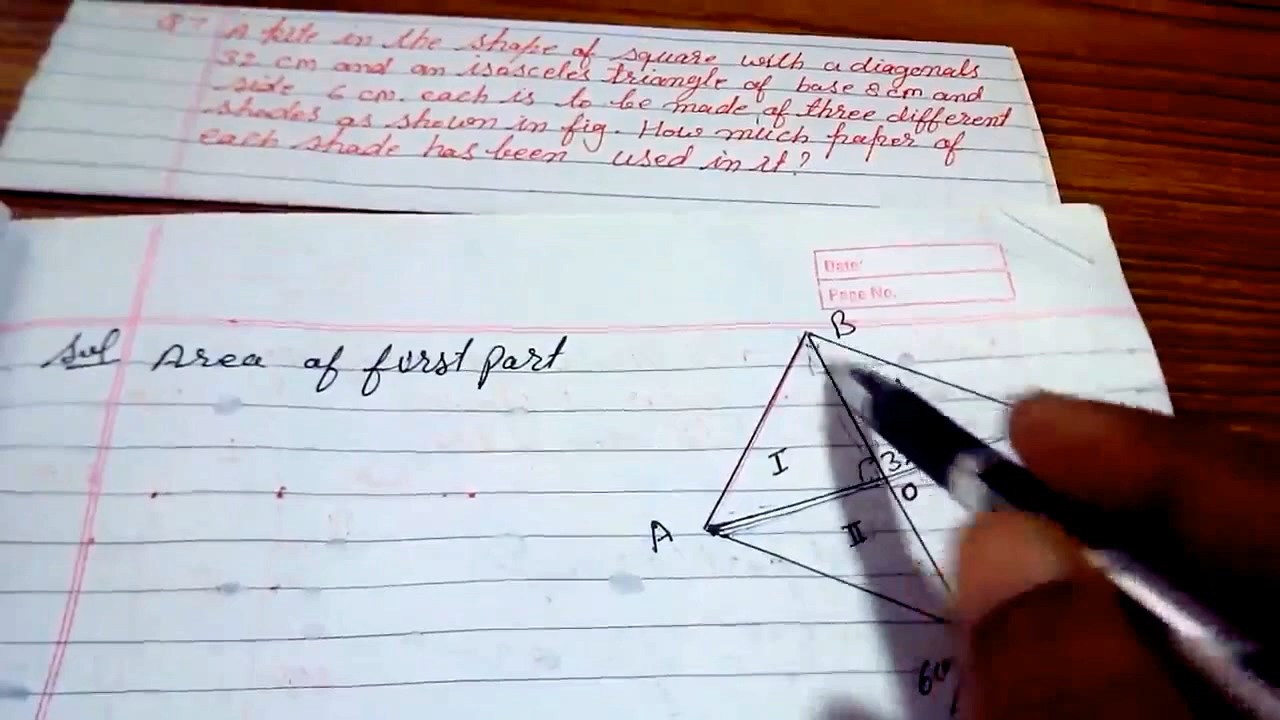 Q7 A kite in the shape of square with a diagonals
32 cm and an isosceles triangle of base 8cm and
side 6 cm. each is to be made of three different
shades as shown in fig. How much paper of
each shade has been used in it?
Date:
Page No.
Sol Area of first part
B
I
3
O
A
II